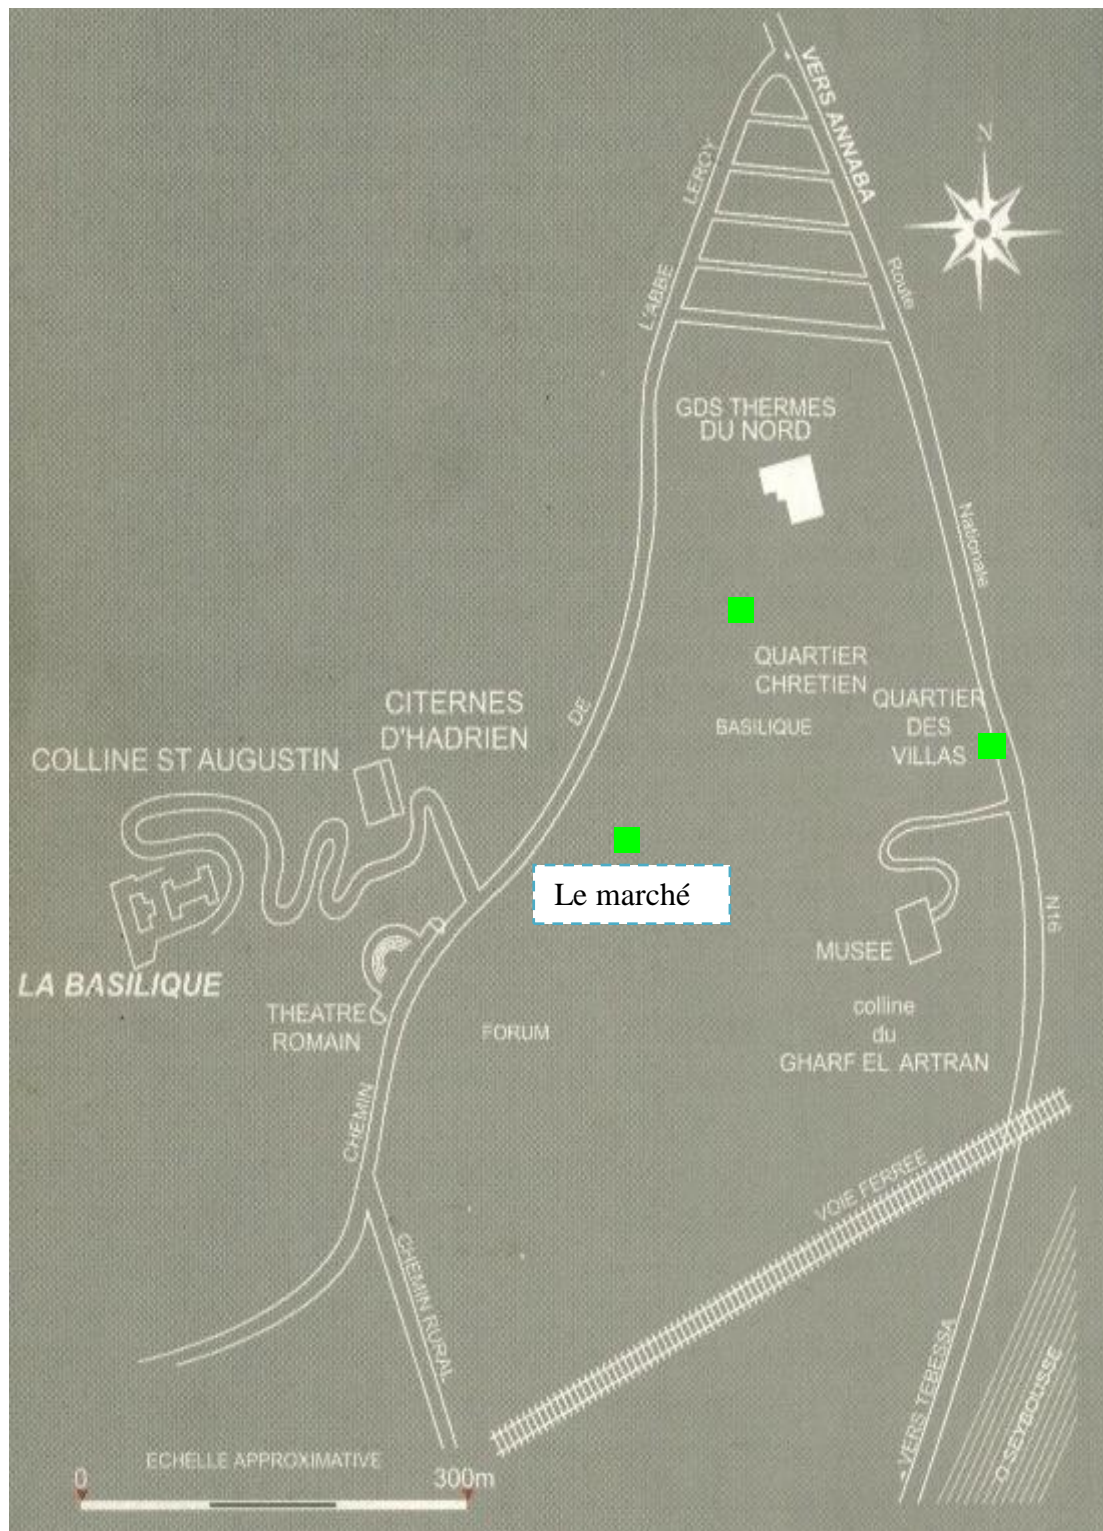 N
VERS ANNABA
LEROY
L'ABBE
Route
GDS THERMES
DU NORD
Nationale
QUARTIER
CHRETIEN
QUARTIER
DES
VILLAS
BASILIQUE
CITERNES
D'HADRIEN
DE
COLLINE ST AUGUSTIN
Le marché
N16
MUSEE
LA BASILIQUE
THEATRE
ROMAIN
FORUM
colline
du
GHARF EL ARTRAN
CHEMIN
VOIE FERREE
CHEMIN RURAL
VERS TEBESSA
O SEYBOUSSE
ECHELLE APPROXIMATIVE
0 300m